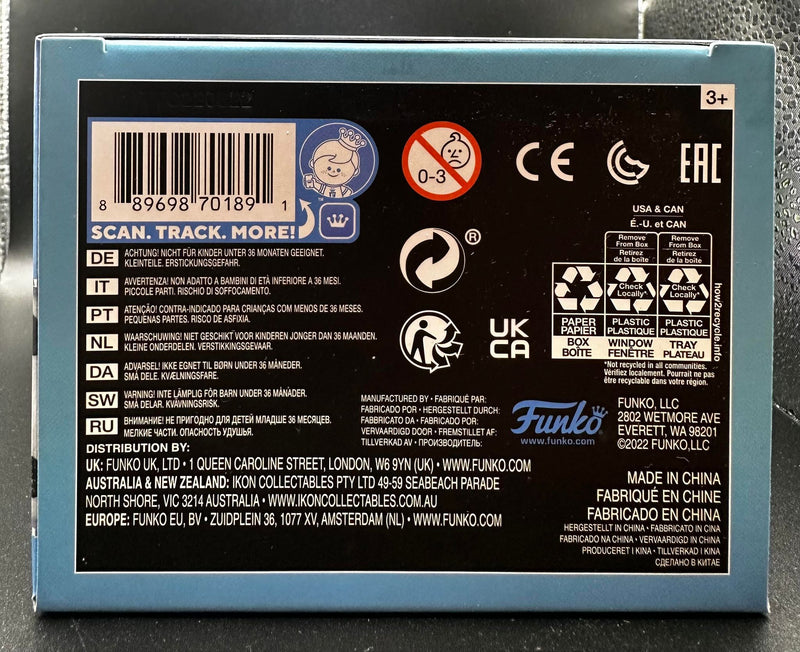 3+
8 89698 70189 1
™
SCAN. TRACK. MORE!
0-3
CE
EAC
USA & CAN
É.-U. et CAN
Remove From Box
Retirez de la boîte
Remove From Box
Retirez de la boîte
Check Locally*
Check Locally*
PAPER
PAPIER
BOX
BOÎTE
PLASTIC
PLASTIQUE
WINDOW
FENÊTRE
PLASTIC
PLASTIQUE
TRAY
PLATEAU
how2recycle.info
*Not recycled in all communities.
Vérifiez localement. Pourrait ne pas
être recyclable dans votre région.
®
UK
CA
DE ACHTUNG! NICHT FÜR KINDER UNTER 36 MONATEN GEEIGNET.
KLEINTEILE. ERSTICKUNGSGEFAHR.
IT AVVERTENZA! NON ADATTO A BAMBINI DI ETÀ INFERIORE A 36 MESI.
PICCOLE PARTI. RISCHIO DI SOFFOCAMENTO.
PT ATENÇÃO! CONTRA-INDICADO PARA CRIANÇAS COM MENOS DE 36 MESES.
PEQUENAS PARTES. RISCO DE ASFIXIA.
NL WAARSCHUWING! NIET GESCHIKT VOOR KINDEREN JONGER DAN 36 MAANDEN.
KLEINE ONDERDELEN. VERSTIKKINGSGEVAAR.
DA ADVARSEL! IKKE EGNET TIL BØRN UNDER 36 MÅNEDER.
SMÅ DELE. KVÆLNINGSFARE.
SW VARNING! INTE LÄMPLIG FÖR BARN UNDER 36 MÅNADER.
SMÅ DELAR. KVÄVNINGSRISK.
RU ВНИМАНИЕ! НЕ ПРИГОДНО ДЛЯ ДЕТЕЙ МЛАДШЕ 36 МЕСЯЦЕВ.
МЕЛКИЕ ЧАСТИ. ОПАСНОСТЬ УДУШЬЯ.
MANUFACTURED BY • FABRIQUÉ PAR:
FABRICADO POR • HERGESTELLT DURCH:
FABBRICATO DA • FABRICADO POR:
VERVAARDIGD DOOR • FREMSTILLET AF:
TILLVERKAD AV • ПРОИЗВОДИТЕЛЬ:
Funko
www.funko.com
FUNKO, LLC
2802 WETMORE AVE
EVERETT, WA 98201
©2022 FUNKO, LLC
DISTRIBUTION BY:
UK: FUNKO UK, LTD • 1 QUEEN CAROLINE STREET, LONDON, W6 9YN (UK) • WWW.FUNKO.COM
AUSTRALIA & NEW ZEALAND: IKON COLLECTABLES PTY LTD 49-59 SEABEACH PARADE
NORTH SHORE, VIC 3214 AUSTRALIA • WWW.IKONCOLLECTABLES.COM.AU
EUROPE: FUNKO EU, BV • ZUIDPLEIN 36, 1077 XV, AMSTERDAM (NL) • WWW.FUNKO.COM
MADE IN CHINA
FABRIQUÉ EN CHINE
FABRICADO EN CHINA
HERGESTELLT IN CHINA • FABBRICATO IN CINA
FABRICADO NA CHINA • VERVAARDIGD IN CHINA
PRODUCERET I KINA • TILLVERKAD I KINA
СДЕЛАНО В КИТАЕ